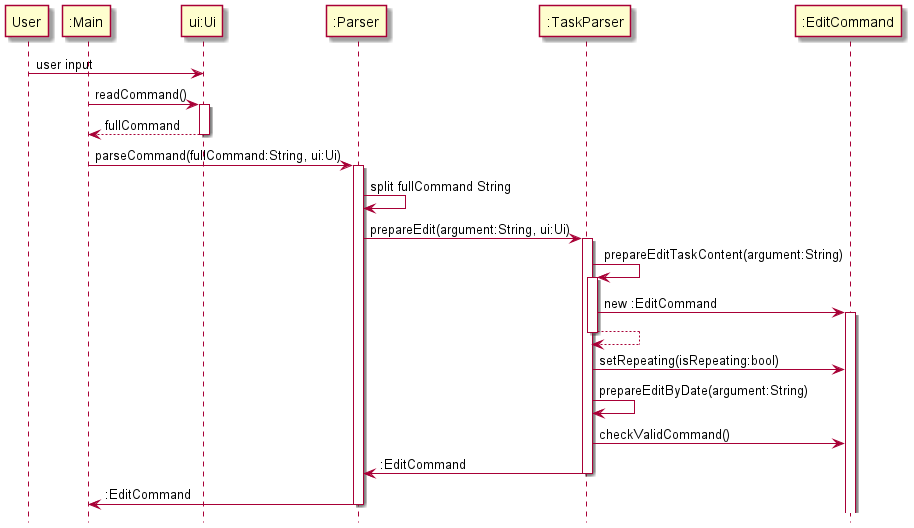 User
:Main
ui:Ui
:Parser
:TaskParser
:EditCommand
user input
readCommand()
fullCommand
parseCommand(fullCommand:String, ui:Ui)
split fullCommand String
prepareEdit(argument:String, ui:Ui)
prepareEditTaskContent(argument:String)
new :EditCommand
setRepeating(isRepeating:bool)
prepareEditByDate(argument:String)
checkValidCommand()
:EditCommand
:EditCommand